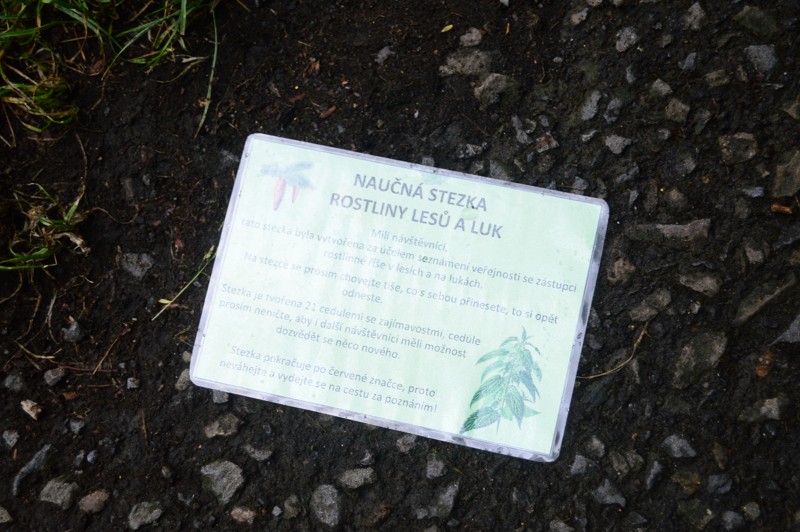 NAUČNÁ STEZKA
ROSTLINY LESŮ A LUK
Milí návštěvníci,
tato stezka byla vytvořena za účelem seznámení veřejnosti se zástupci
rostlinné říše v lesích a na lukách.
Na stezce se prosím chovejte tiše, co s sebou přinesete, to si opět
odneste.
Stezka je tvořena 21 cedulemi se zajímavostmi, cedule
prosím neničte, aby i další návštěvníci měli možnost
dozvědět se něco nového.
Stezka pokračuje po červené značce, proto
neváhejte a vydejte se na cestu za poznáním!